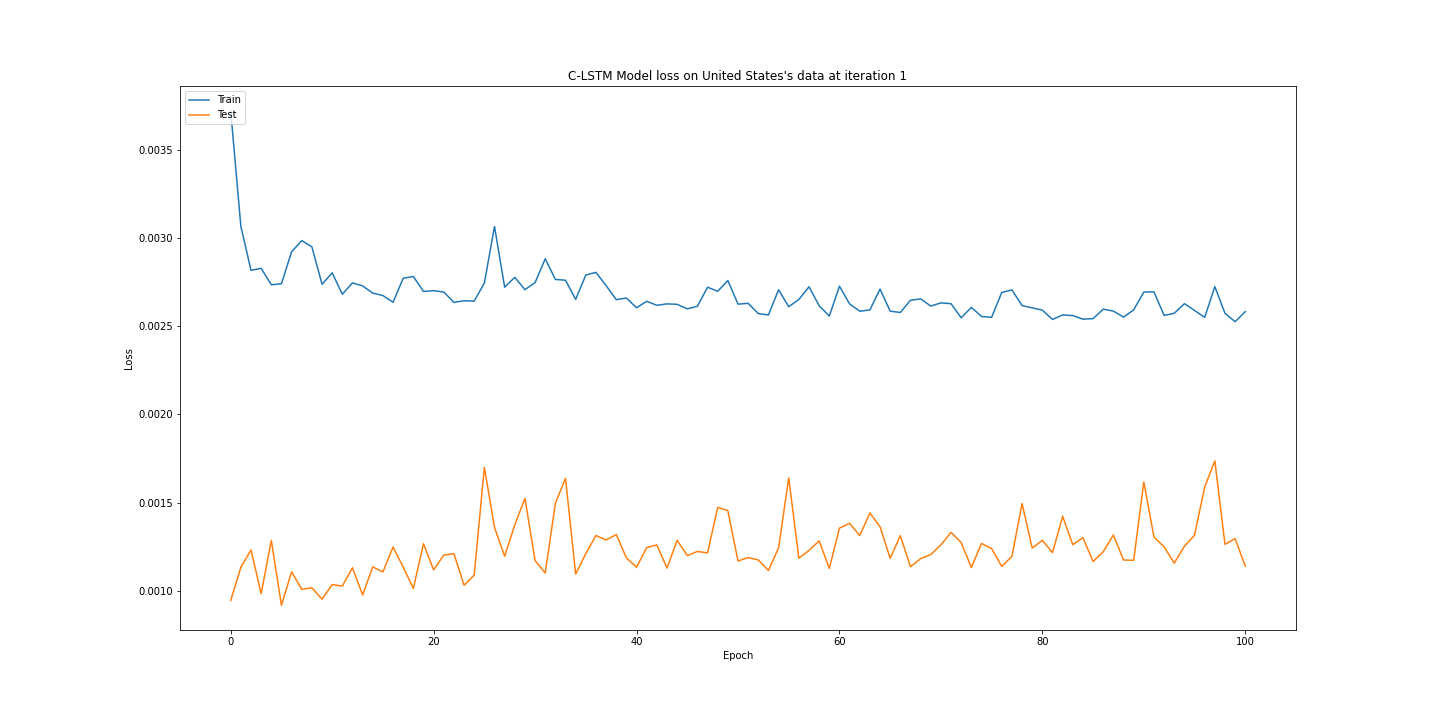 C-LSTM Model loss on United States's data at iteration 1
Train
Test
0.0035
0.0030
0.0025
0.0020
0.0015
0.0010
Loss
0 20 40 60 80 100
Epoch